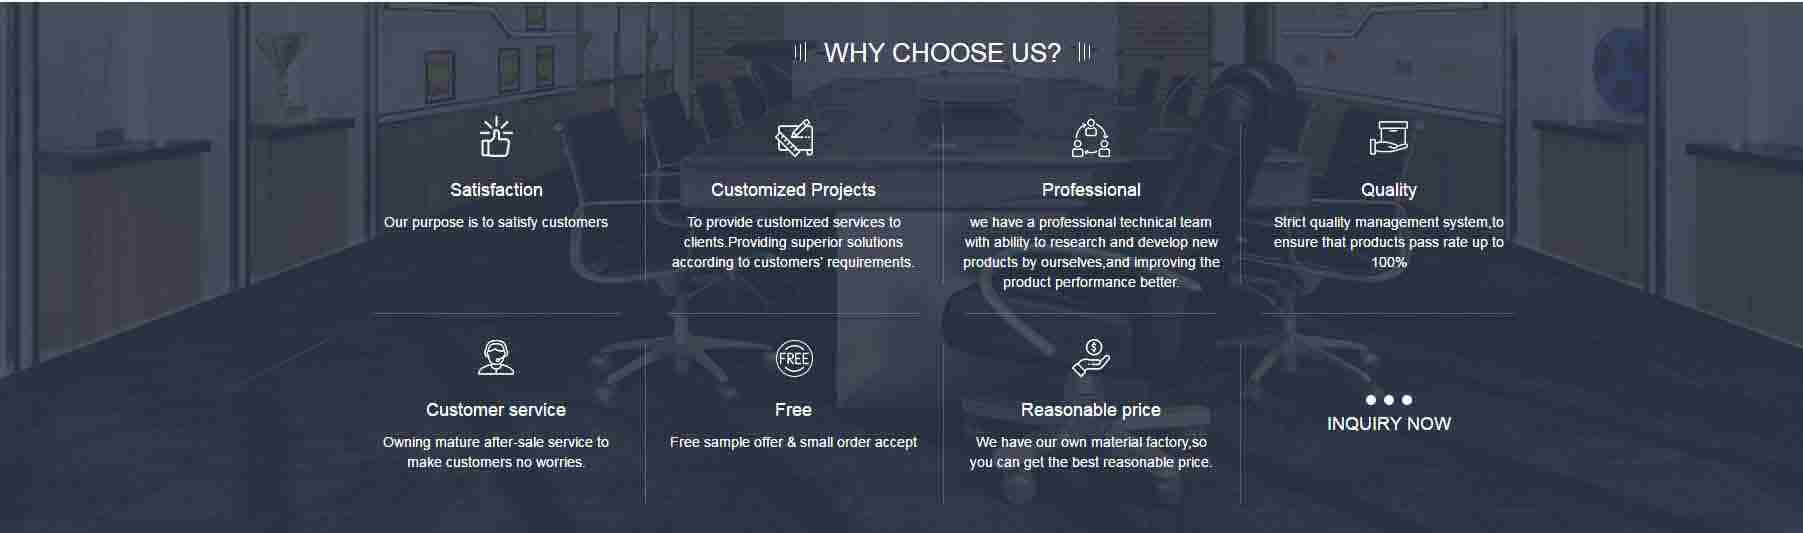 WHY CHOOSE US?
Satisfaction
Our purpose is to satisfy customers
Customized Projects
To provide customized services to
clients.Providing superior solutions
according to customers' requirements.
Professional
we have a professional technical team
with ability to research and develop new
products by ourselves,and improving the
product performance better.
Quality
Strict quality management system,to
ensure that products pass rate up to
100%
Customer service
Owning mature after-sale service to
make customers no worries.
FREE
Free
Free sample offer & small order accept
Reasonable price
We have our own material factory,so
you can get the best reasonable price.
INQUIRY NOW